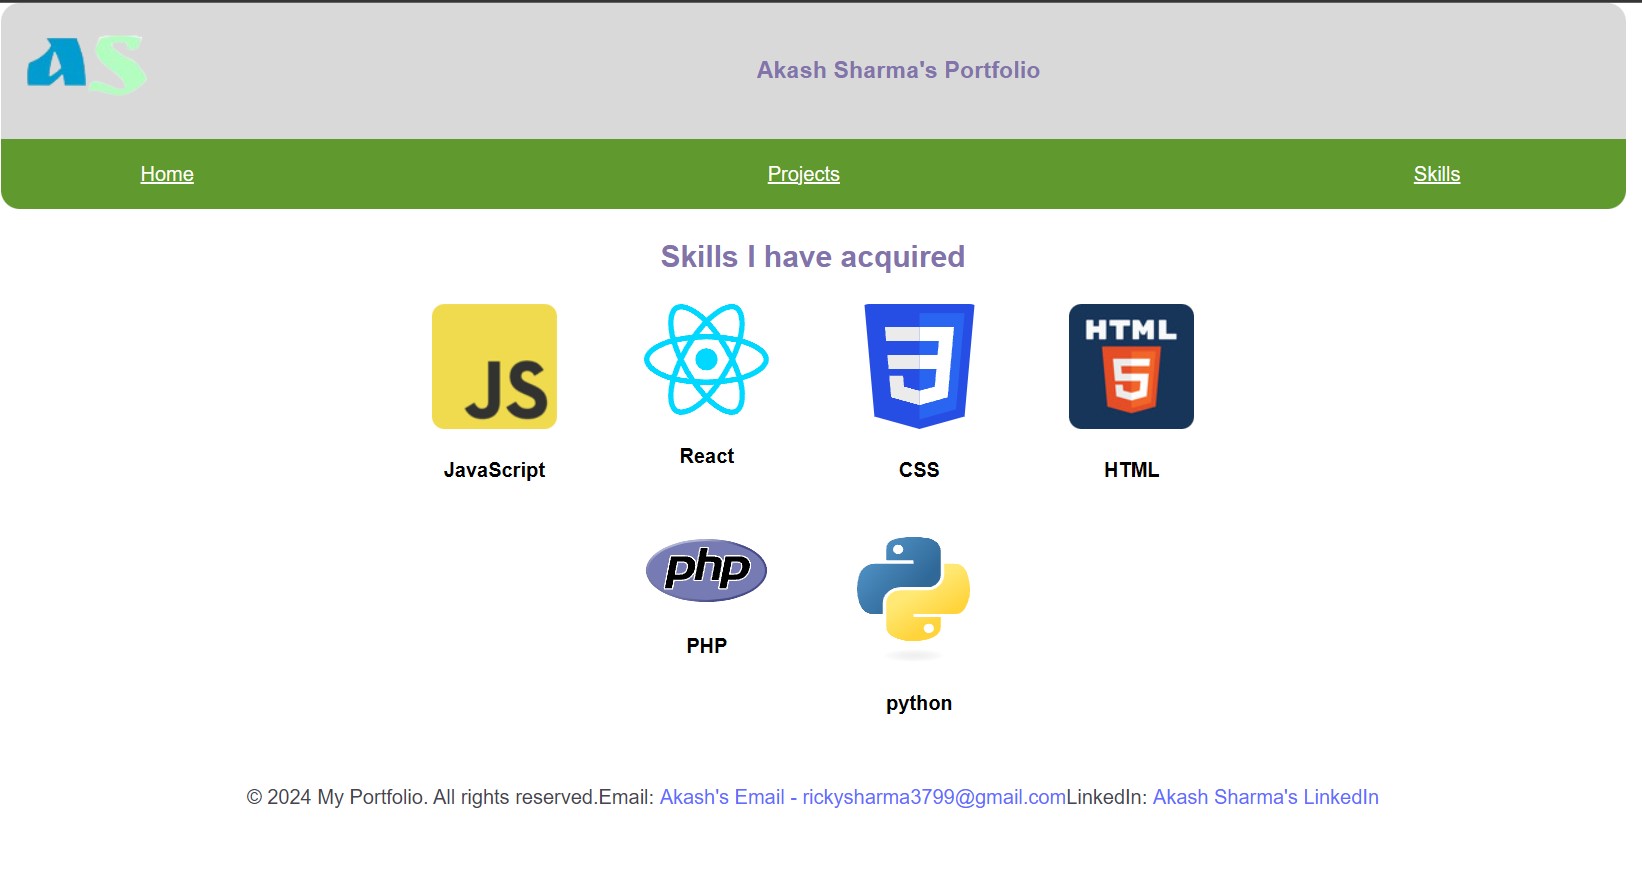 AS
Akash Sharma's Portfolio
Home Projects Skills
Skills I have acquired
JS
HTML
5
3
JavaScript React CSS HTML
php
PHP
python
© 2024 My Portfolio. All rights reserved.Email: Akash's Email - rickysharma3799@gmail.comLinkedIn: Akash Sharma's LinkedIn